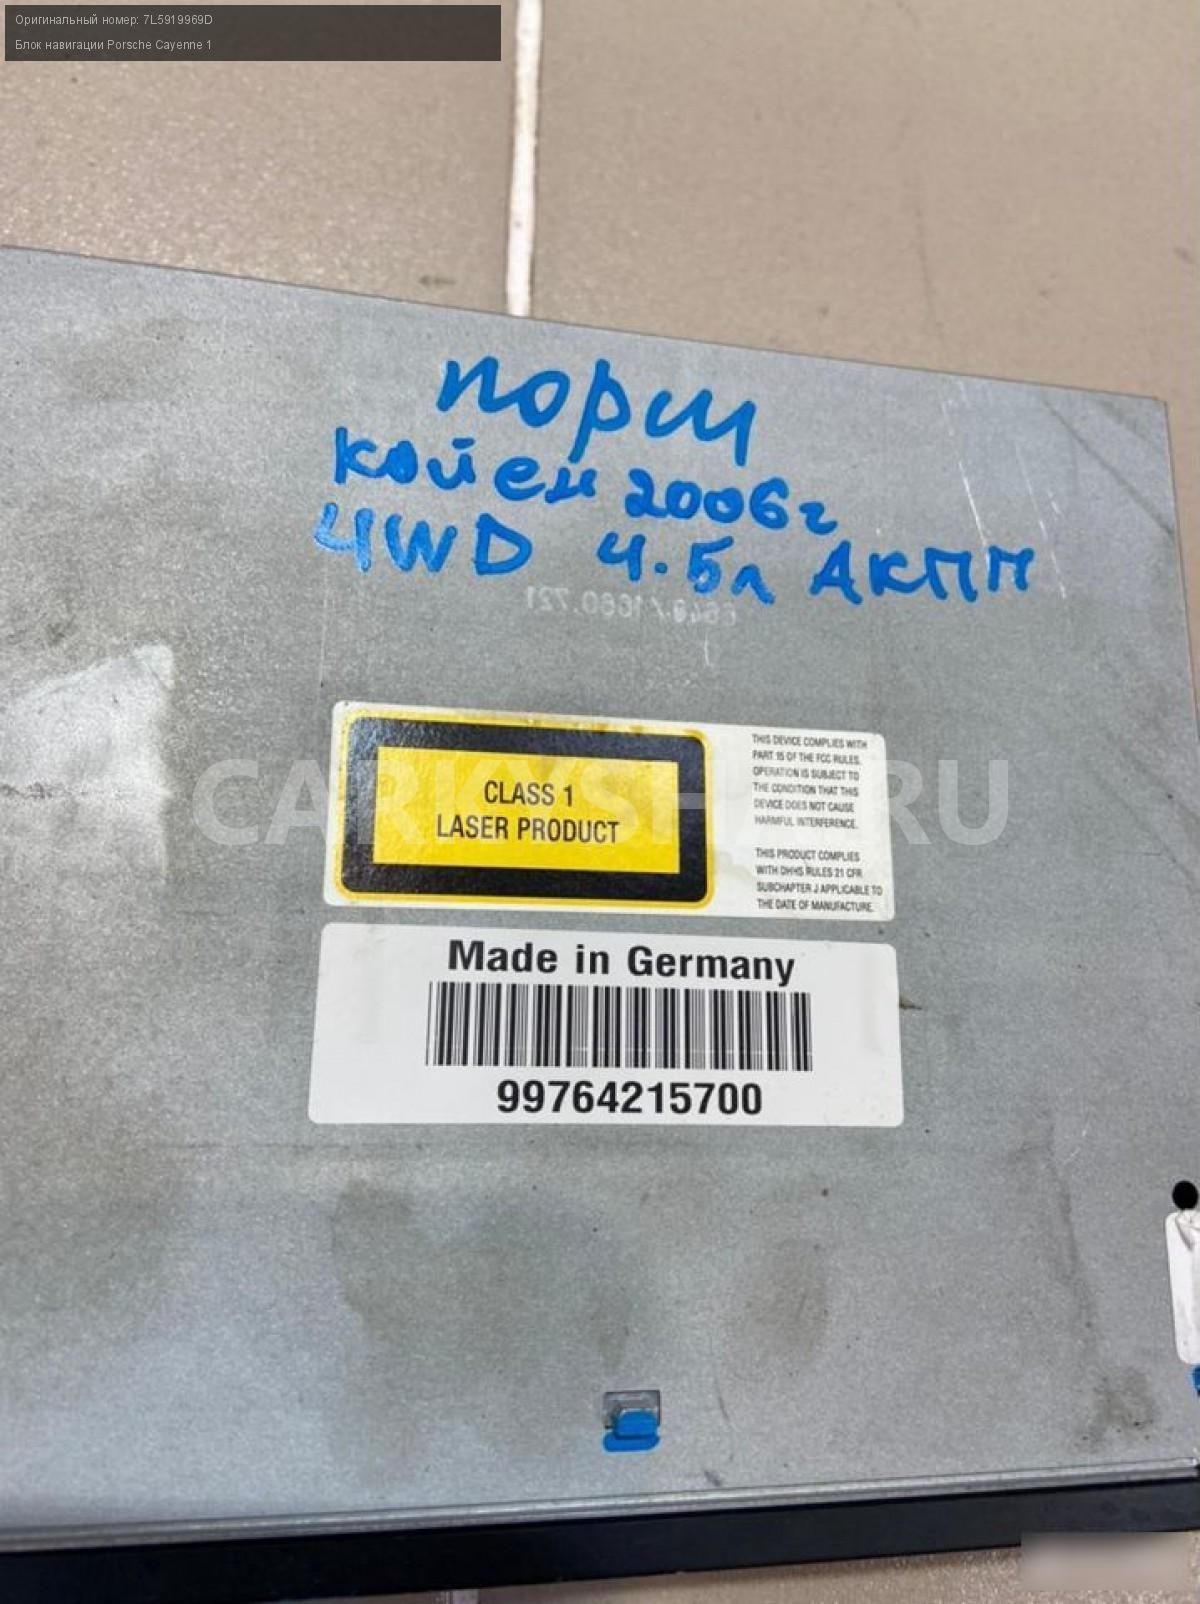 Оригинальный номер: 7L5919969D
Блок навигации Porsche Cayenne 1
порш
койен 2006г
4WD 4.5л АКПП
CARKYSHA.RU
CLASS 1
LASER PRODUCT
THIS DEVICE COMPLIES WITH
PART 15 OF THE FCC RULES.
OPERATION IS SUBJECT TO
THE CONDITION THAT THIS
DEVICE DOES NOT CAUSE
HARMFUL INTERFERENCE.
THIS PRODUCT COMPLIES
WITH DHHS RULES 21 CFR
SUBCHAPTER J APPLICABLE TO
THE DATE OF MANUFACTURE.
Made in Germany
99764215700